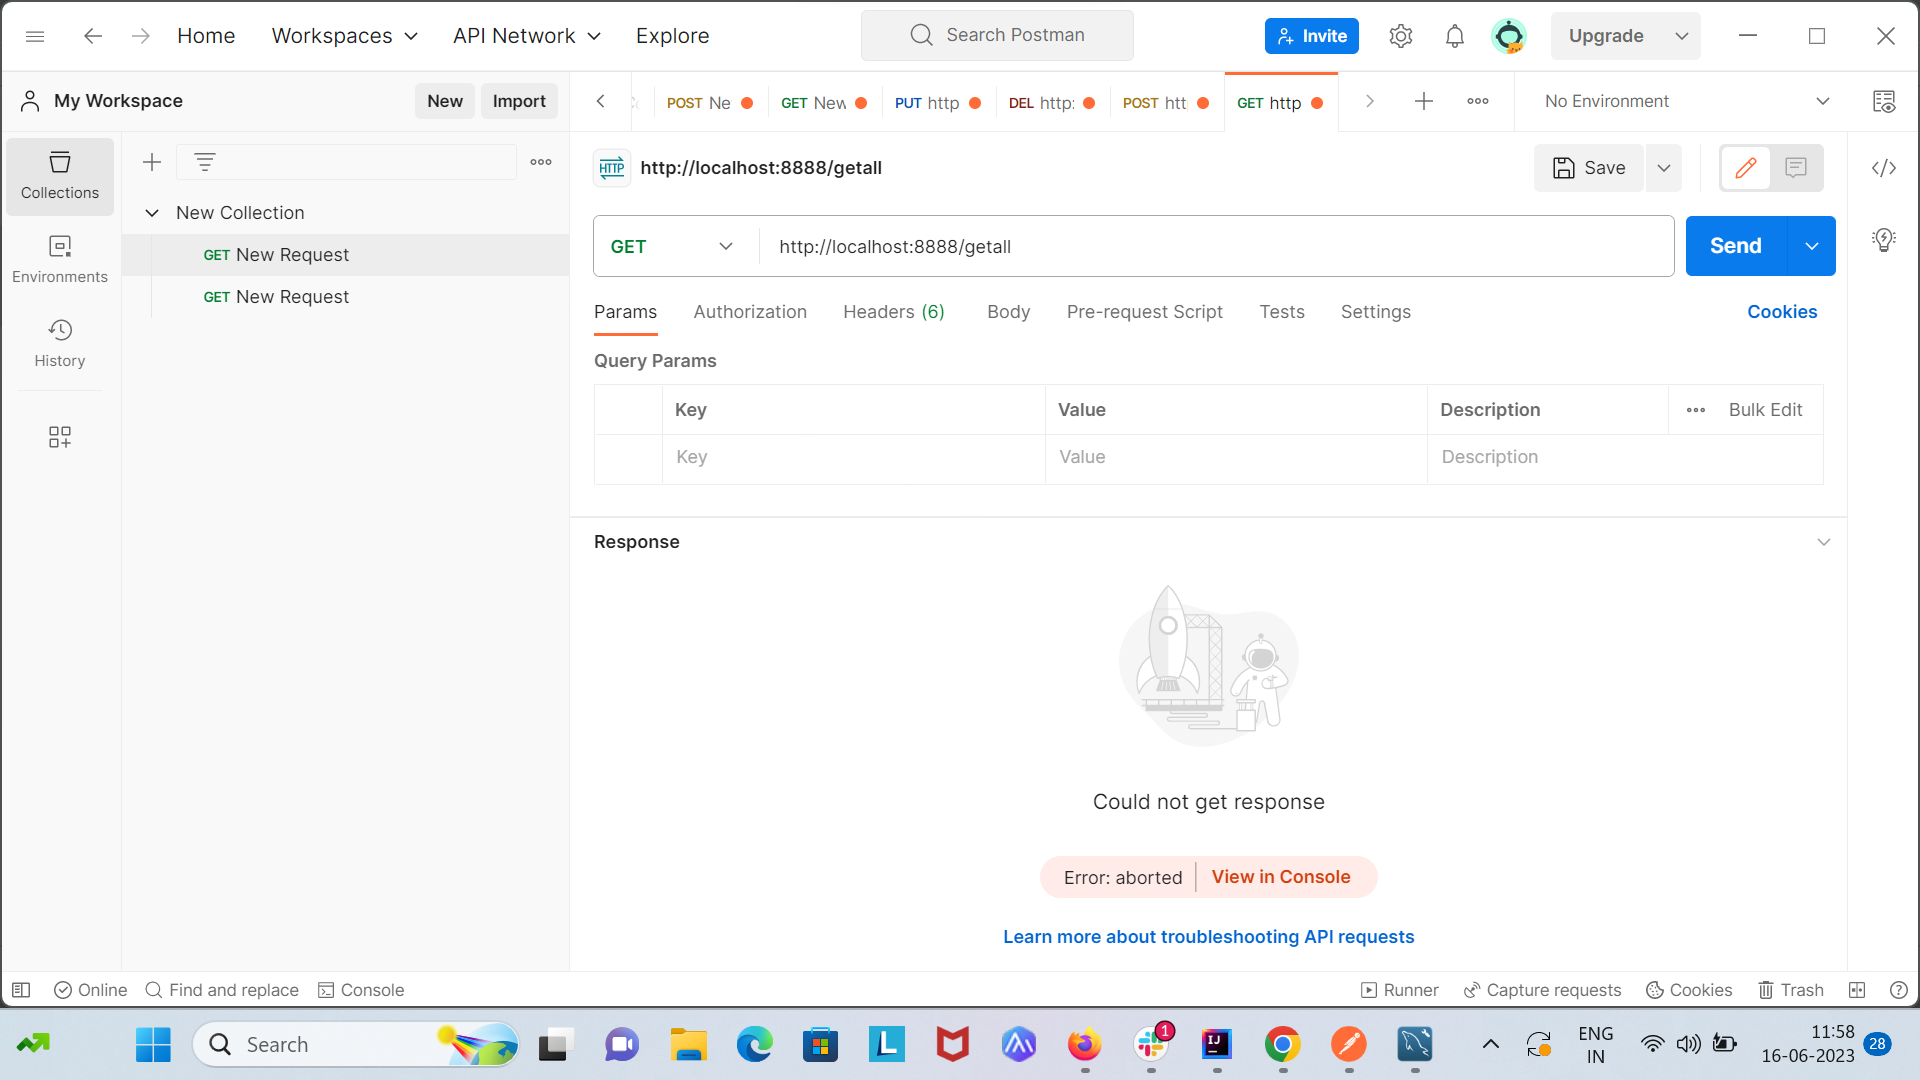 Home
Workspaces
API Network
Explore
Search Postman
Invite
Upgrade
My Workspace
New
Import
POST Ne
GET New
PUT http
DEL http:
POST htt
GET http
No Environment
Collections
Environments
History
New Collection
GET New Request
GET New Request
HTTP
http://localhost:8888/getall
Save
GET
http://localhost:8888/getall
Send
Params
Authorization
Headers (6)
Body
Pre-request Script
Tests
Settings
Cookies
Query Params
Key
Value
Description
Bulk Edit
Key
Value
Description
Response
Could not get response
Error: aborted
View in Console
Learn more about troubleshooting API requests
Online
Find and replace
Console
Runner
Capture requests
Cookies
Trash
Search
L
1
IJ
ENG
IN
11:58
16-06-2023
28